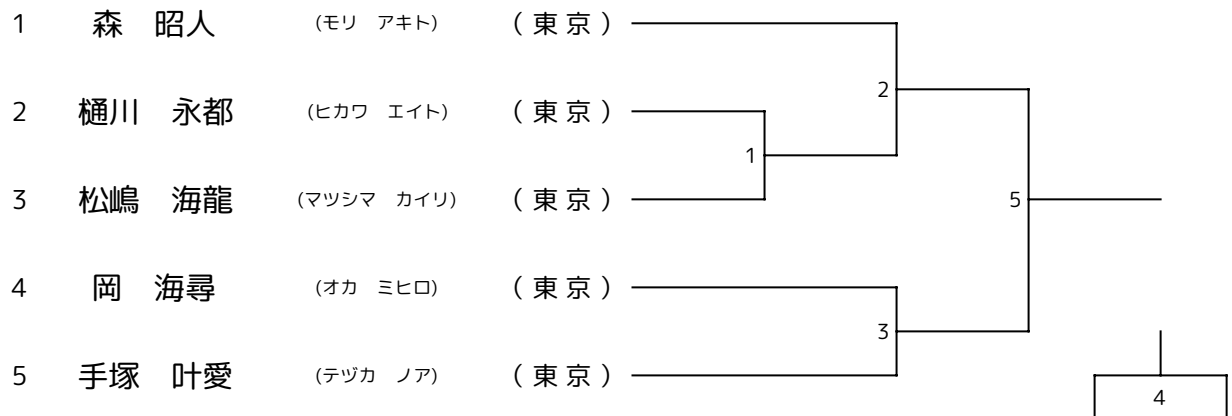 1 森 昭人 (モリ アキト) (東京)
2 樋川 永都 (ヒカワ エイト) (東京)
3 松嶋 海龍 (マツシマ カイリ) (東京)
4 岡 海尋 (オカ ミヒロ) (東京)
5 手塚 叶愛 (テヅカ ノア) (東京)
2
1
5
3
4